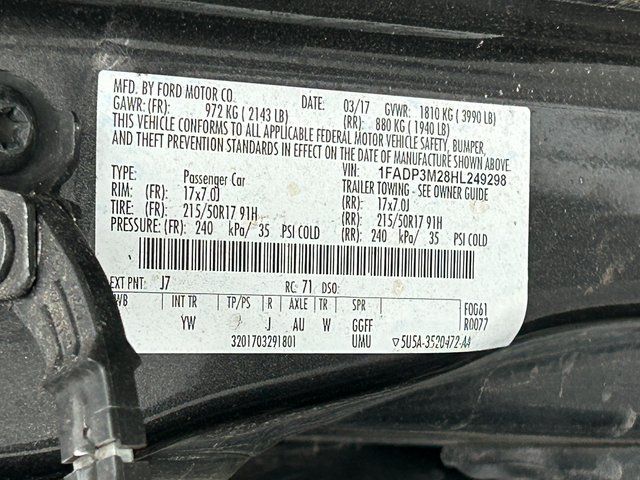 MFD. BY FORD MOTOR CO.
DATE: 03/17 GVWR: 1810 KG ( 3990 LB)
GAWR: (FR): 972 KG ( 2143 LB) (RR): 880 KG ( 1940 LB)
THIS VEHICLE CONFORMS TO ALL APPLICABLE FEDERAL MOTOR VEHICLE SAFETY, BUMPER,
AND THEFT PREVENTION STANDARDS IN EFFECT ON THE DATE OF MANUFACTURE SHOWN ABOVE.
VIN: 1FADP3M28HL249298
TYPE: Passenger Car TRAILER TOWING - SEE OWNER GUIDE
RIM: (FR): 17x7.0J (RR): 17x7.0J
TIRE: (FR): 215/50R17 91H (RR): 215/50R17 91H
PRESSURE: (FR): 240 kPa/ 35 PSI COLD (RR): 240 kPa/ 35 PSI COLD
EXT PNT: J7 RC: 71 DSO:
WB INT TR TP/PS R AXLE TR SPR F0G61
YW J AU W GGFF R0077
3201703291801 UMU ▽5U5A-3520472-AA